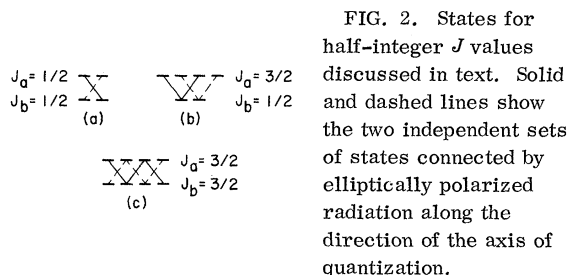 J_a = 1/2
J_b = 1/2
(a)
J_a = 3/2
J_b = 1/2
(b)
J_a = 3/2
J_b = 3/2
(c)
FIG. 2. States for
half-integer J values
discussed in text. Solid
and dashed lines show
the two independent sets
of states connected by
elliptically polarized
radiation along the
direction of the axis of
quantization.